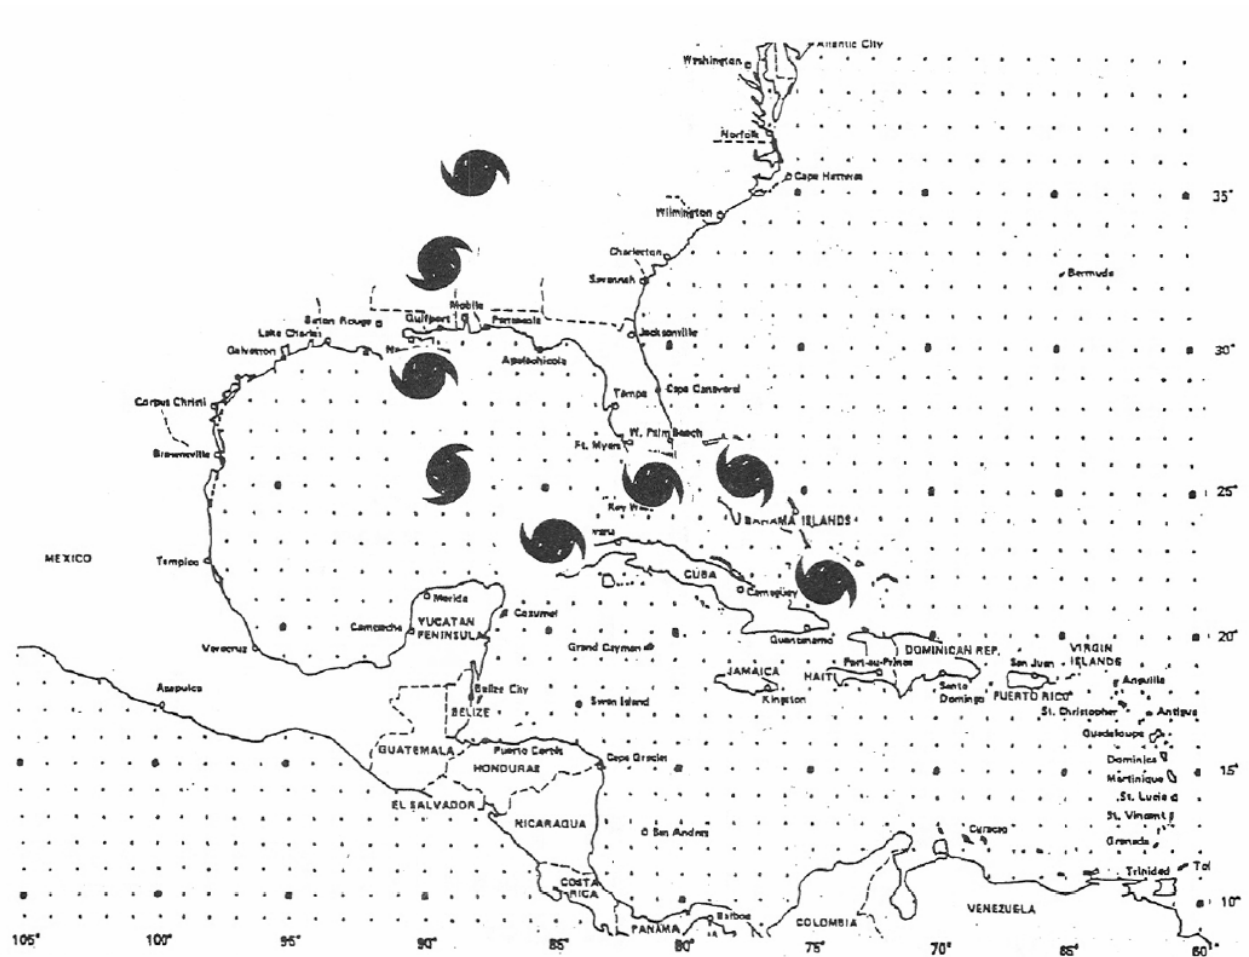 Atlantic City
Washington
Norfolk
Cape Hatteras
35°
Wilmington
Charleston
Savannah
Bermuda
Mobile
Baton Rouge
Gulfport
Pensacola
Lake Charles
Jacksonville
Galveston
Apalachicola
30°
Cape Canaveral
Corpus Christi
Tampa
W. Palm Beach
Ft. Myers
Brownsville
25°
Key W
BAHAMA ISLANDS
MEXICO
Tampico
CUBA
Camagüey
Merida
Cozumel
YUCATAN
PENINSULA
Campeche
Guantanamo
20°
Veracruz
Grand Cayman
DOMINICAN REP.
VIRGIN
ISLANDS
Port-au-Prince
San Juan
JAMAICA
HAITI
Anguilla
Acapulco
Belize City
Kingston
Santo
Domingo
PUERTO RICO
Swan Island
BELIZE
St. Christopher
Antigua
Guadeloupe
GUATEMALA
Puerto Cortés
Cape Gracias
Dominica
HONDURAS
15°
Martinique
EL SALVADOR
St. Lucia
NICARAGUA
San Andres
St. Vincent
Curacao
Grenada
Trinidad
Tob
COSTA
RICA
10°
Balboa
PANAMA
COLOMBIA
VENEZUELA
105°
100°
95°
90°
85°
80°
75°
70°
65°
60°